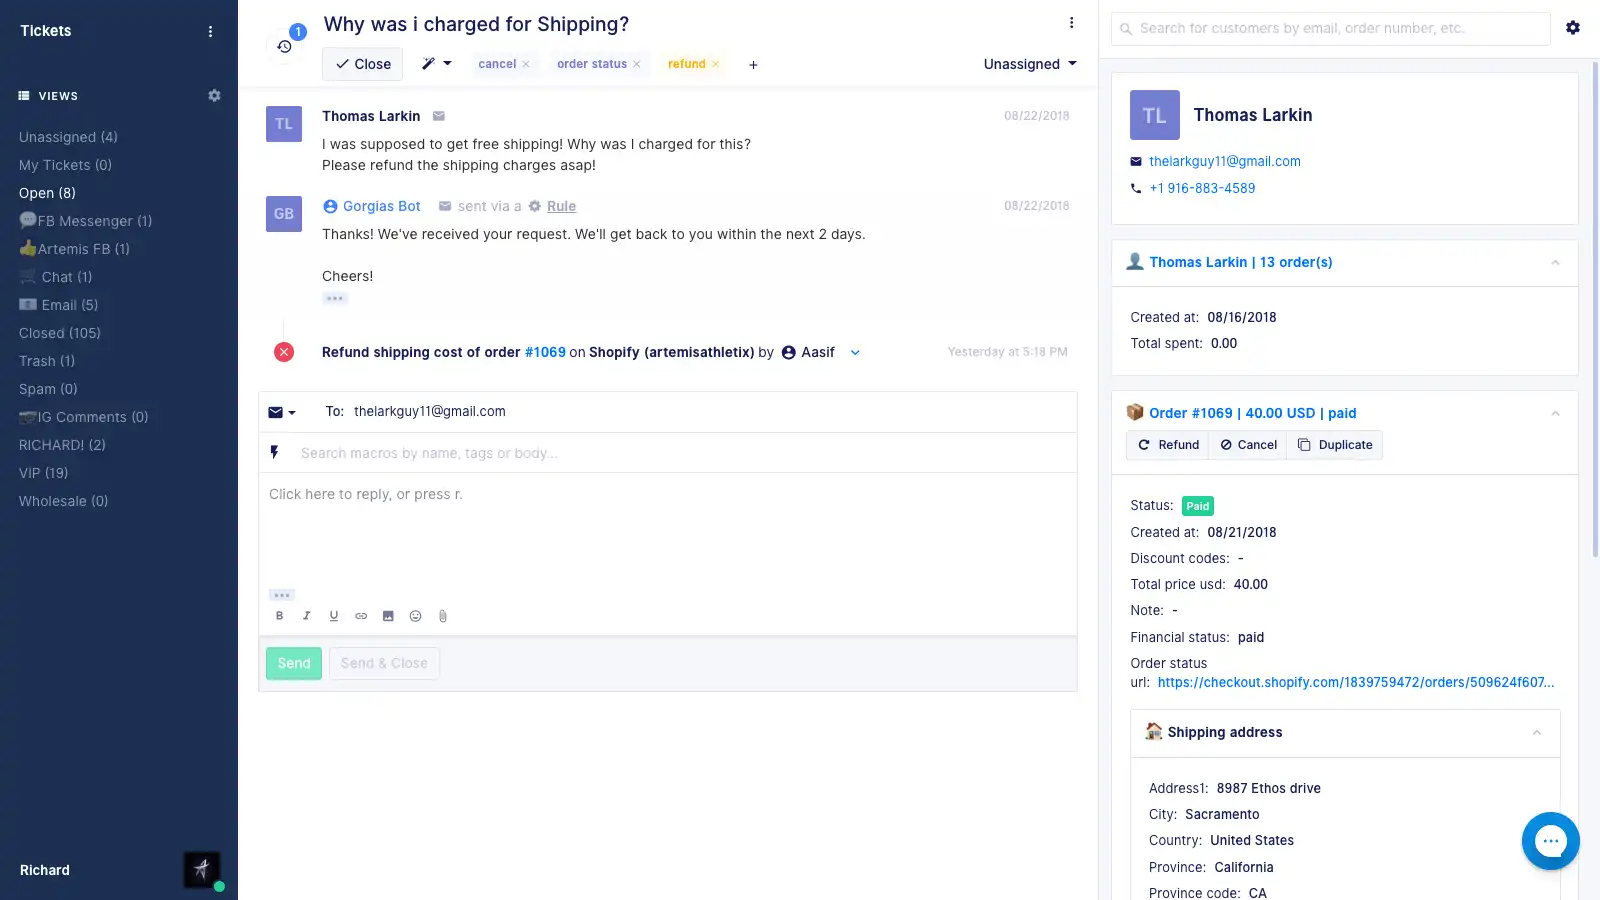 Tickets
VIEWS
Unassigned (4)
My Tickets (0)
Open (8)
FB Messenger (1)
Artemis FB (1)
Chat (1)
Email (5)
Closed (105)
Trash (1)
Spam (0)
IG Comments (0)
RICHARD! (2)
VIP (19)
Wholesale (0)
Richard
1
Why was i charged for Shipping?
Close
cancel ×
order status ×
refund ×
+
Unassigned
TL
Thomas Larkin
08/22/2018
I was supposed to get free shipping! Why was I charged for this?
Please refund the shipping charges asap!
GB
Gorgias Bot sent via a Rule
08/22/2018
Thanks! We've received your request. We'll get back to you within the next 2 days.
Cheers!
Refund shipping cost of order #1069 on Shopify (artemisathletix) by Aasif
Yesterday at 5:18 PM
To: thelarkguy11@gmail.com
Search macros by name, tags or body...
Click here to reply, or press r.
B I U
Send
Send & Close
Search for customers by email, order number, etc.
TL
Thomas Larkin
thelarkguy11@gmail.com
+1 916-883-4589
Thomas Larkin | 13 order(s)
Created at: 08/16/2018
Total spent: 0.00
Order #1069 | 40.00 USD | paid
Refund
Cancel
Duplicate
Status: Paid
Created at: 08/21/2018
Discount codes: -
Total price usd: 40.00
Note: -
Financial status: paid
Order status
url: https://checkout.shopify.com/1839759472/orders/509624f607...
Shipping address
Address1: 8987 Ethos drive
City: Sacramento
Country: United States
Province: California
Province code: CA